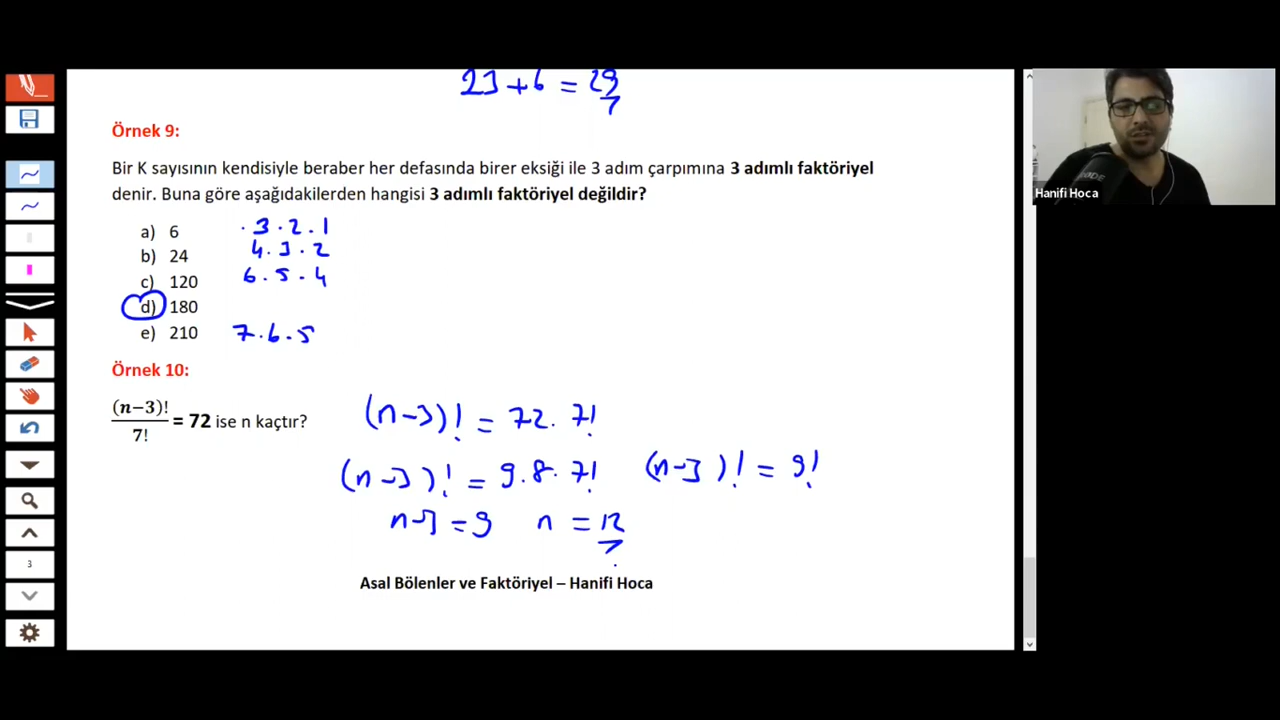 23 + 6 = 29
Örnek 9:
Bir K sayısının kendisiyle beraber her defasında birer eksiği ile 3 adım çarpımına 3 adımlı faktöriyel
denir. Buna göre aşağıdakilerden hangisi 3 adımlı faktöriyel değildir?
a) 6 . 3 . 2 . 1
b) 24 4 . 3 . 2
c) 120 6 . 5 . 4
d) 180
e) 210 7 . 6 . 5
Örnek 10:
(n−3)!/7! = 72 ise n kaçtır?
(n-3)! = 72 . 7!
(n-3)! = 9 . 8 . 7! (n-3)! = 9!
n-3 = 9 n = 12
Asal Bölenler ve Faktöriyel – Hanifi Hoca
Hanifi Hoca
3